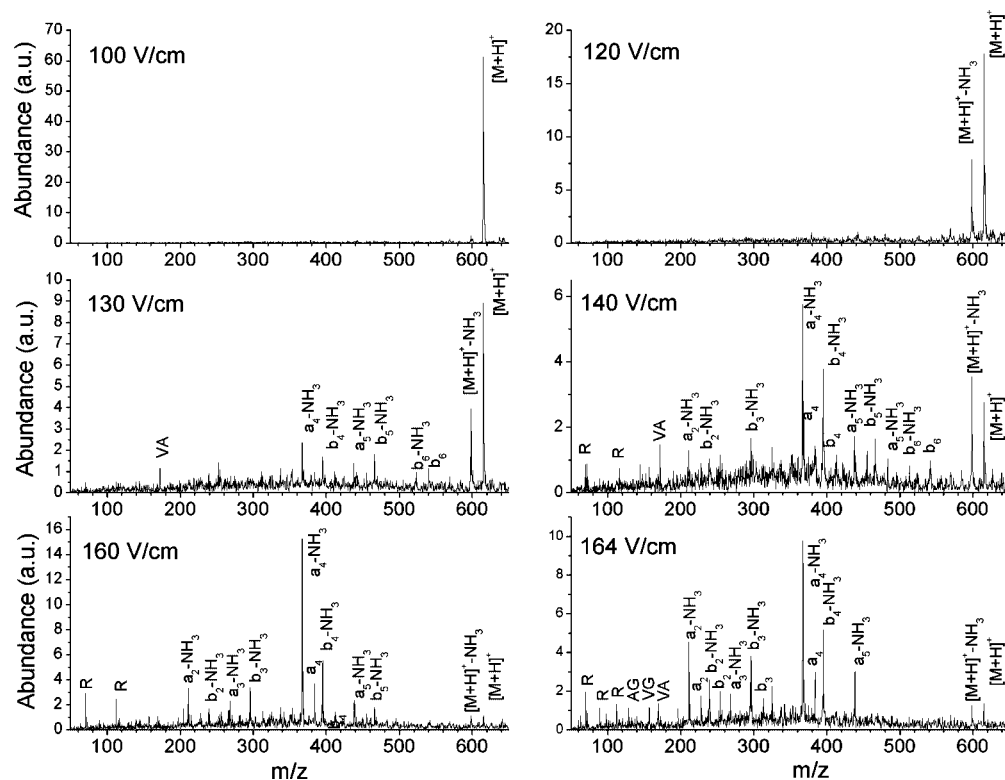 100 V/cm
[M+H]⁺
Abundance (a.u.)
70
60
50
40
30
20
10
0
100 200 300 400 500 600
120 V/cm
[M+H]⁺-NH₃
[M+H]⁺
20
15
10
5
0
100 200 300 400 500 600
130 V/cm
Abundance (a.u.)
10
9
8
7
6
5
4
3
2
1
0
VA
a₄-NH₃
b₄-NH₃
a₅-NH₃
b₅-NH₃
b₆-NH₃
b₆
[M+H]⁺-NH₃
[M+H]⁺
100 200 300 400 500 600
140 V/cm
6
4
2
0
R
R
VA
a₂-NH₃
b₂-NH₃
b₃-NH₃
a₄-NH₃
a₄
b₄-NH₃
b₄
a₅-NH₃
b₅-NH₃
a₅-NH₃
b₆-NH₃
b₆
[M+H]⁺-NH₃
[M+H]⁺
100 200 300 400 500 600
160 V/cm
Abundance (a.u.)
16
14
12
10
8
6
4
2
0
R
R
a₂-NH₃
b₂-NH₃
a₃-NH₃
b₃-NH₃
a₄-NH₃
a₄
b₄-NH₃
a₅-NH₃
b₅-NH₃
[M+H]⁺-NH₃
[M+H]⁺
100 200 300 400 500 600
m/z
164 V/cm
10
8
6
4
2
0
R
R
R
AG
VG
VA
a₂-NH₃
a₂
b₂-NH₃
b₂
a₃-NH₃
b₃-NH₃
b₃
a₄-NH₃
a₄
b₄-NH₃
a₅-NH₃
[M+H]⁺-NH₃
[M+H]⁺
100 200 300 400 500 600
m/z